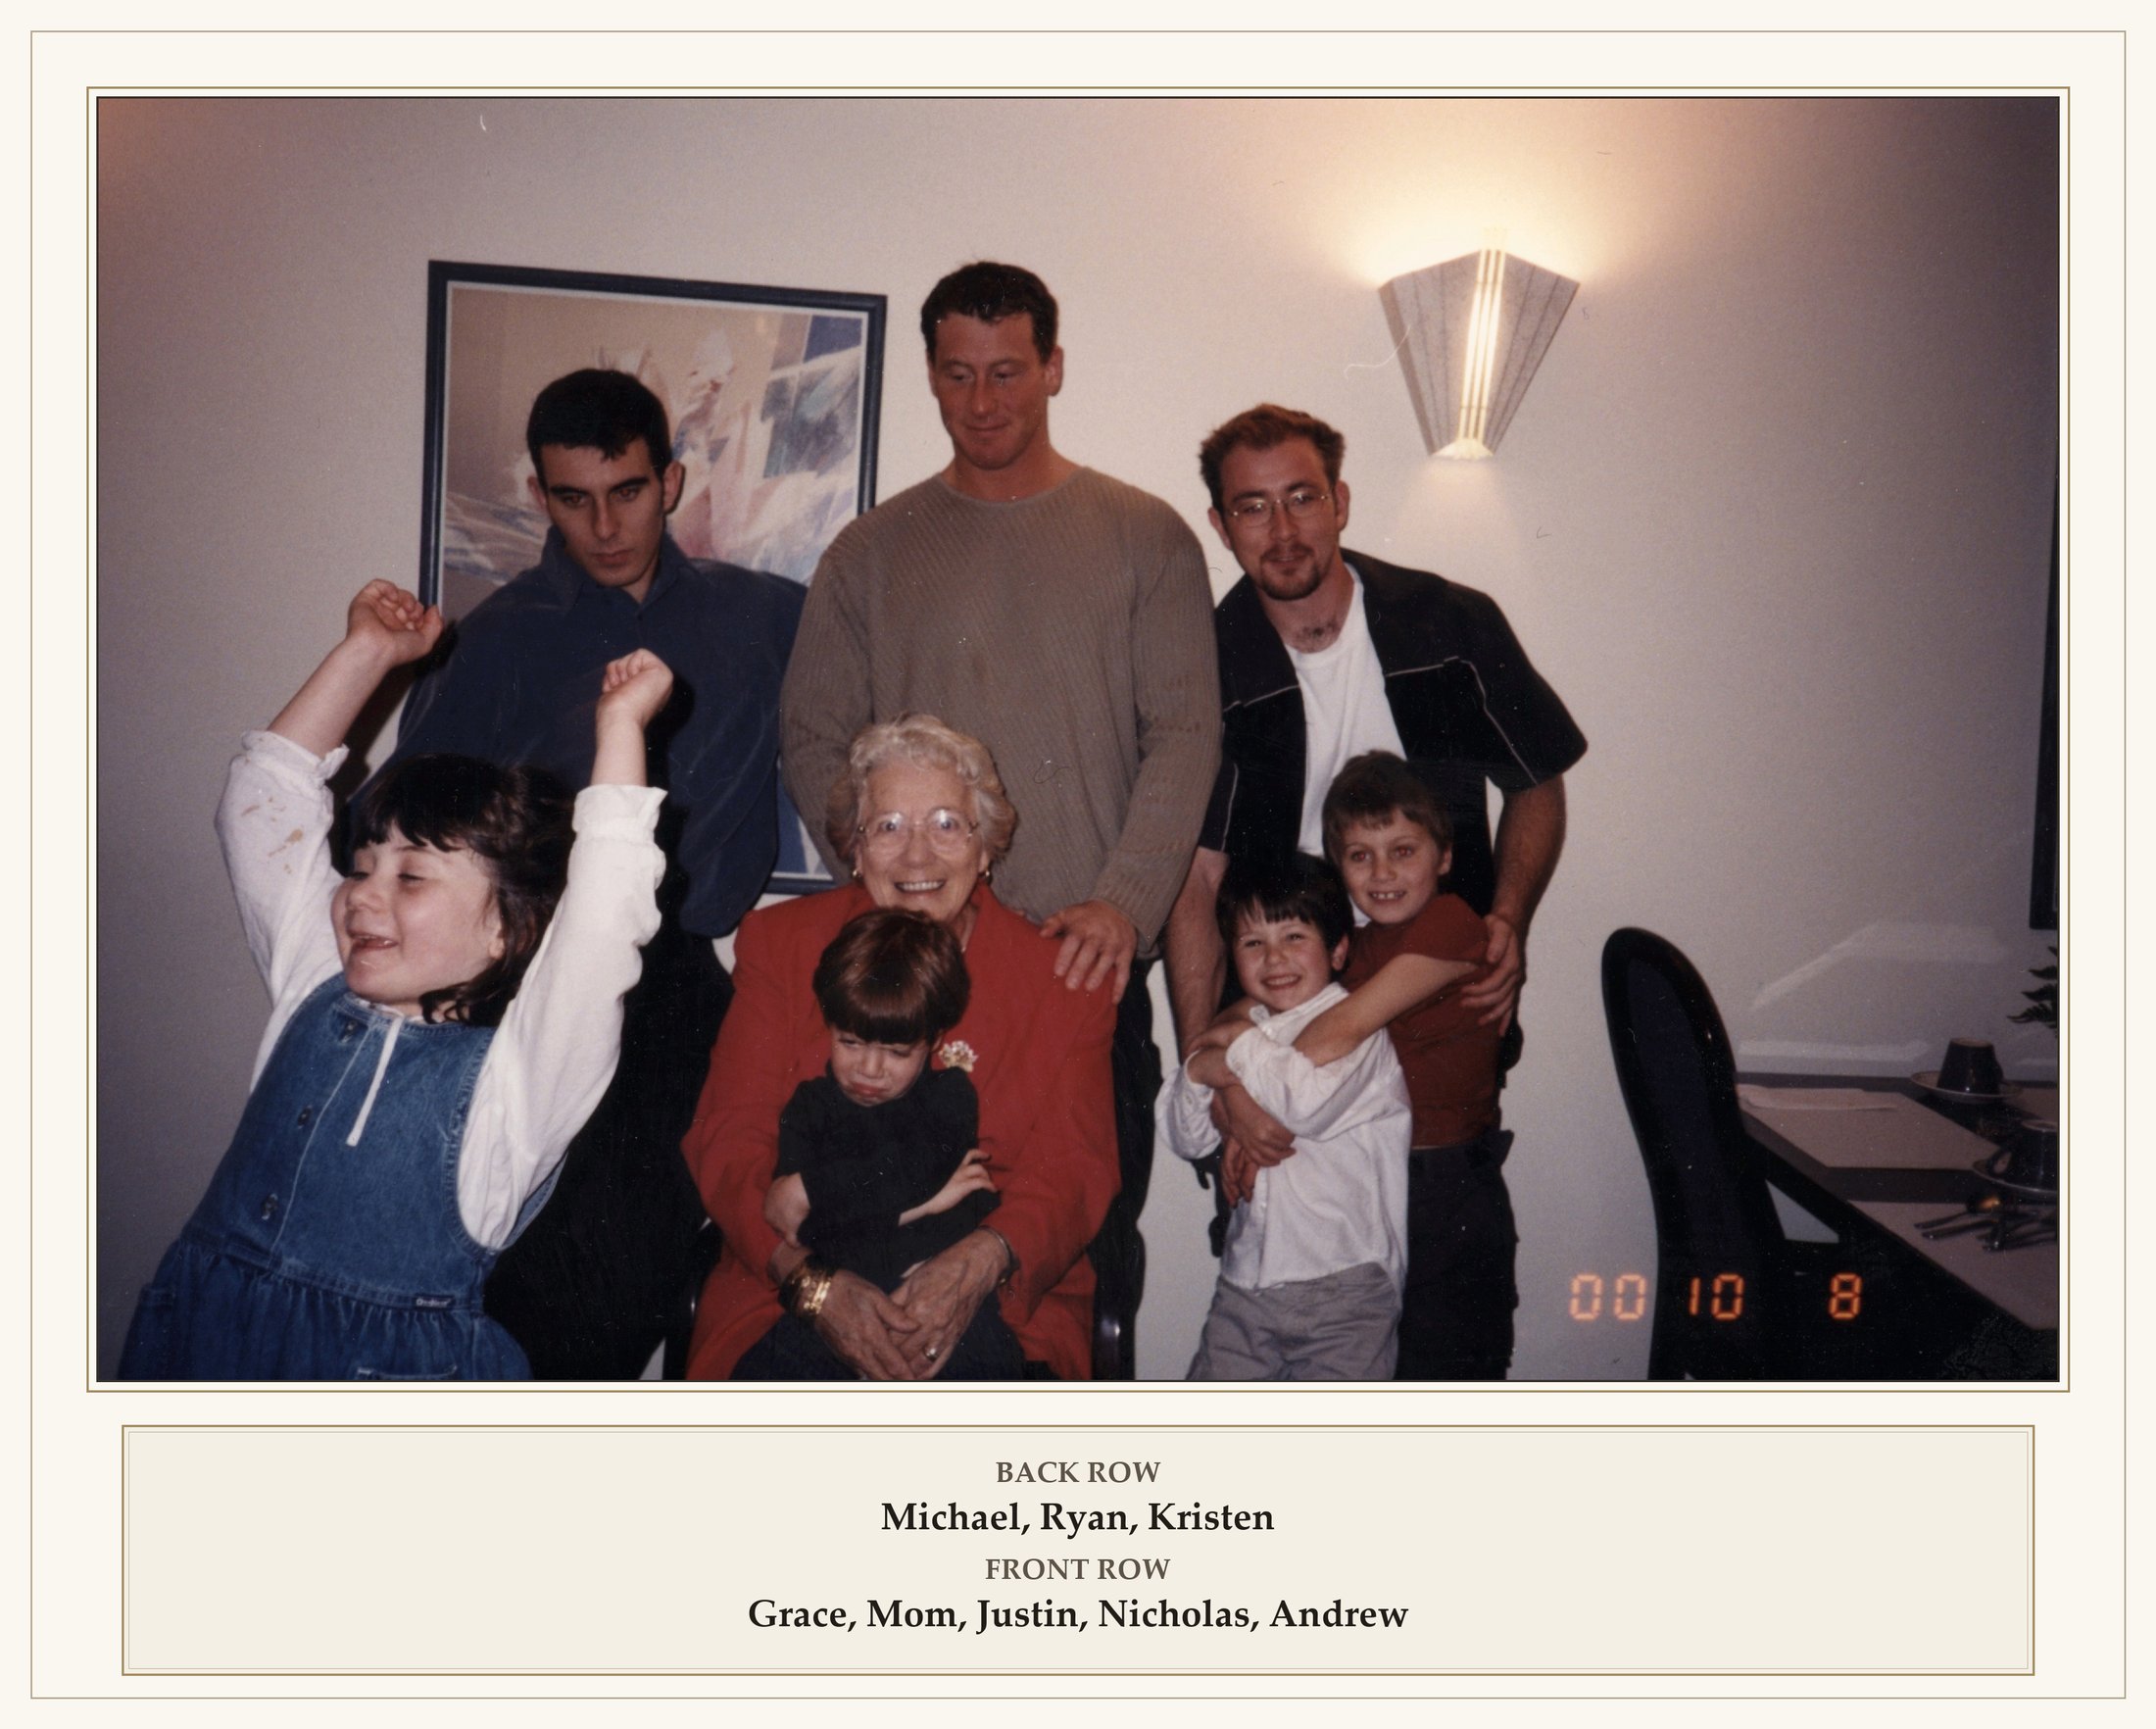 00 10 8
BACK ROW
Michael, Ryan, Kristen
FRONT ROW
Grace, Mom, Justin, Nicholas, Andrew